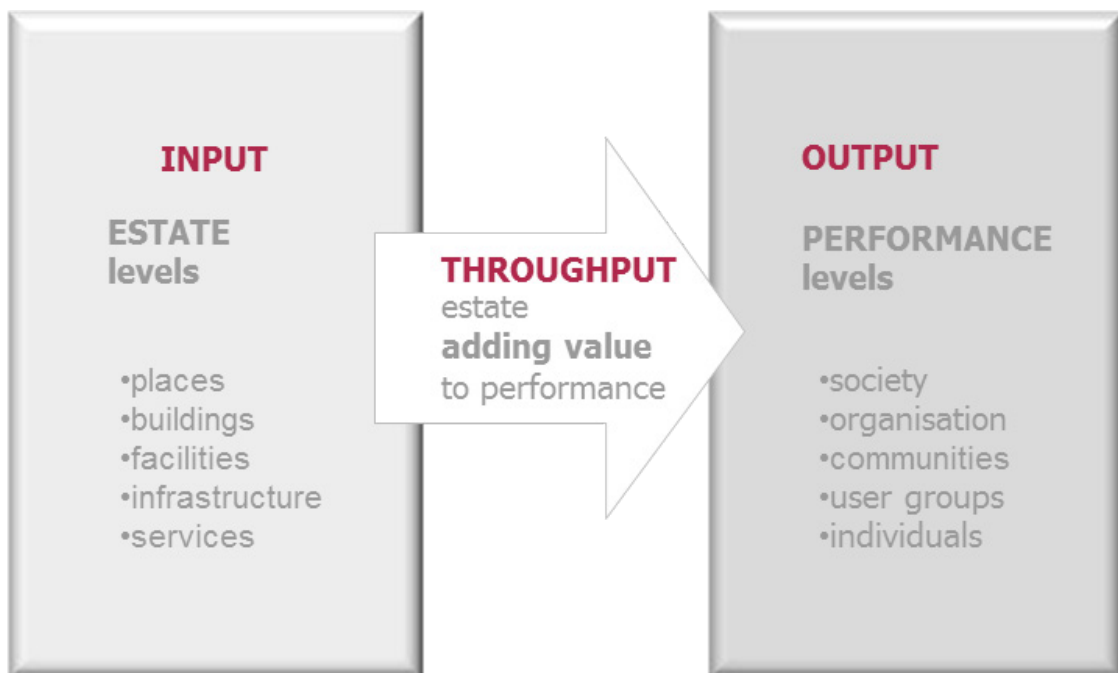 INPUT
ESTATE
levels
•places
•buildings
•facilities
•infrastructure
•services
THROUGHPUT
estate
adding value
to performance
OUTPUT
PERFORMANCE
levels
•society
•organisation
•communities
•user groups
•individuals